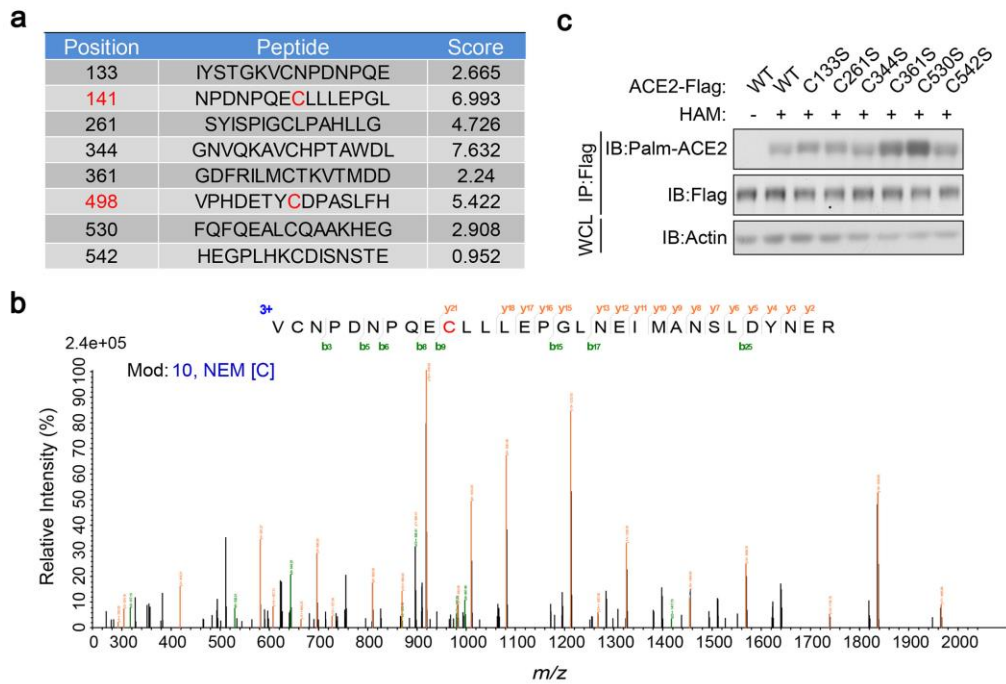 a
Position Peptide Score
133 IYSTGKVCNPDNPQE 2.665
141 NPDNPQECLLLEPGL 6.993
261 SYISPIGCLPAHLLG 4.726
344 GNVQKAVCHPTAWDL 7.632
361 GDFRILMCTKVTMDD 2.24
498 VPHDETYCDPASLFH 5.422
530 FQFQEALCQAAKHEG 2.908
542 HEGPLHKCDISNSTE 0.952
c
ACE2-Flag: WT WT C133S C261S C344S C361S C530S C542S
HAM: - + + + + + + +
IP:Flag
IB:Palm-ACE2
IB:Flag
WCL
IB:Actin
b
y21 y18 y17 y16 y15 y13 y12 y11 y10 y9 y8 y7 y6 y5 y4 y3 y2
3+
V C N P D N P Q E C L L L E P G L N E I M A N S L D Y N E R
b3 b5 b6 b8 b9 b15 b17 b25
2.4e+05
Mod: 10, NEM [C]
Relative Intensity (%)
100
90
80
70
60
50
40
30
20
10
0
300 400 500 600 700 800 900 1000 1100 1200 1300 1400 1500 1600 1700 1800 1900 2000
m/z